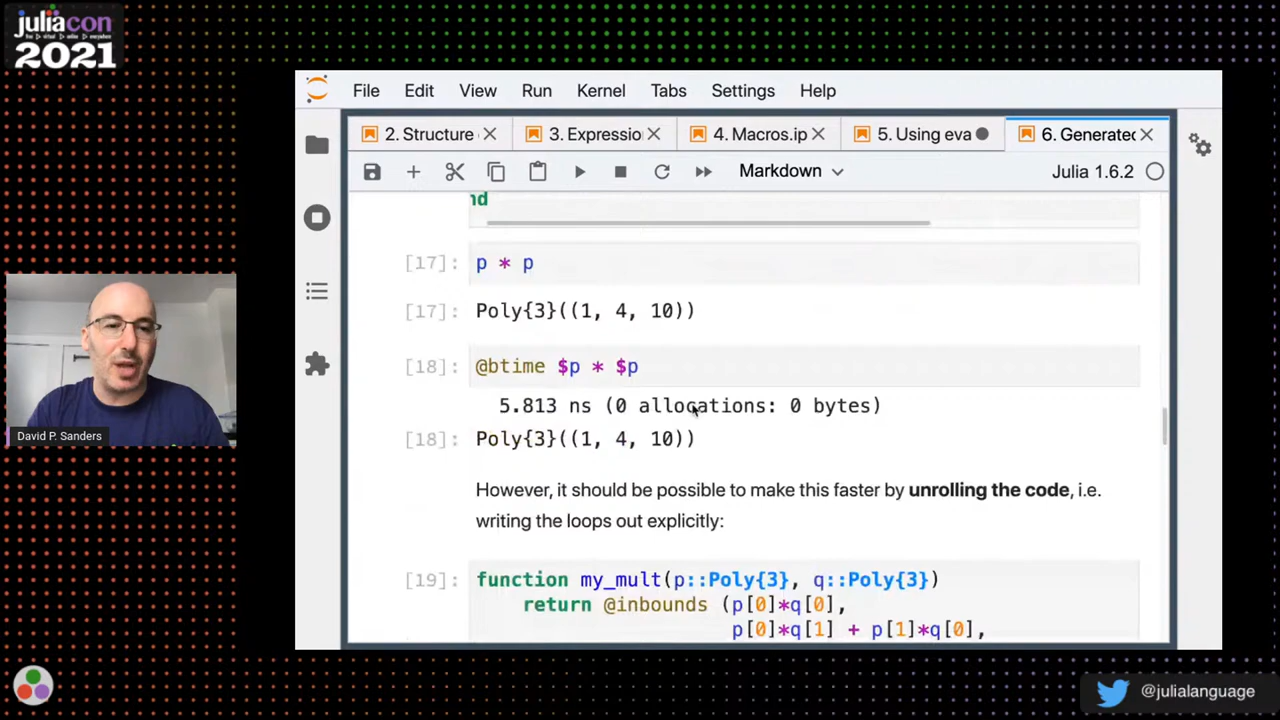 juliacon
2021
File Edit View Run Kernel Tabs Settings Help
2. Structure 3. Expressio 4. Macros.ip 5. Using eva 6. Generated
Markdown Julia 1.6.2
nd
[17]: p * p
[17]: Poly{3}((1, 4, 10))
[18]: @btime $p * $p
5.813 ns (0 allocations: 0 bytes)
[18]: Poly{3}((1, 4, 10))
However, it should be possible to make this faster by unrolling the code, i.e.
writing the loops out explicitly:
[19]: function my_mult(p::Poly{3}, q::Poly{3})
return @inbounds (p[0]*q[0],
p[0]*q[1] + p[1]*q[0],
David P. Sanders
@julialanguage